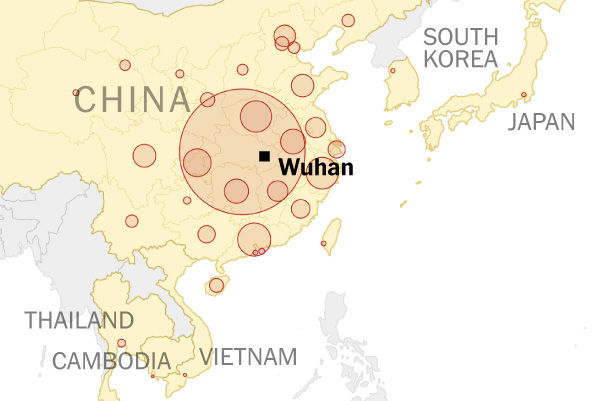 SOUTH
KOREA
CHINA
JAPAN
Wuhan
THAILAND
CAMBODIA
VIETNAM